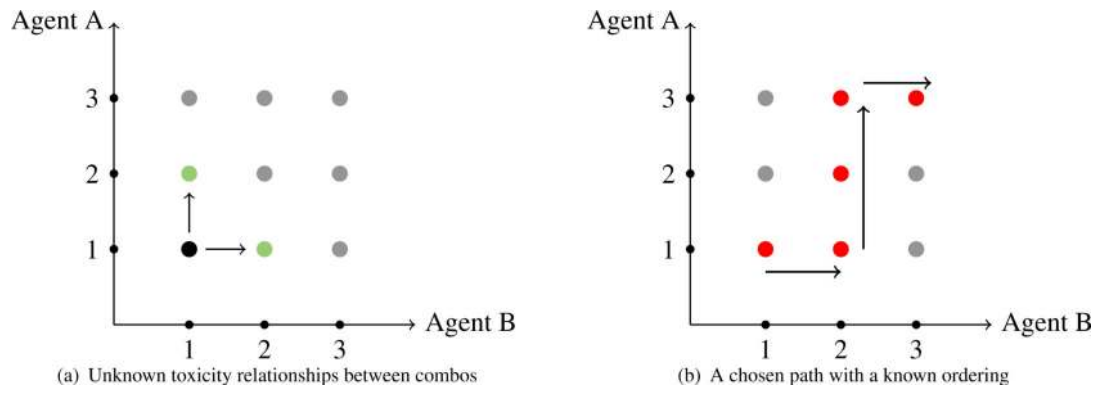 Agent A
3
2
1
Agent B
1 2 3
(a) Unknown toxicity relationships between combos
Agent A
3
2
1
Agent B
1 2 3
(b) A chosen path with a known ordering